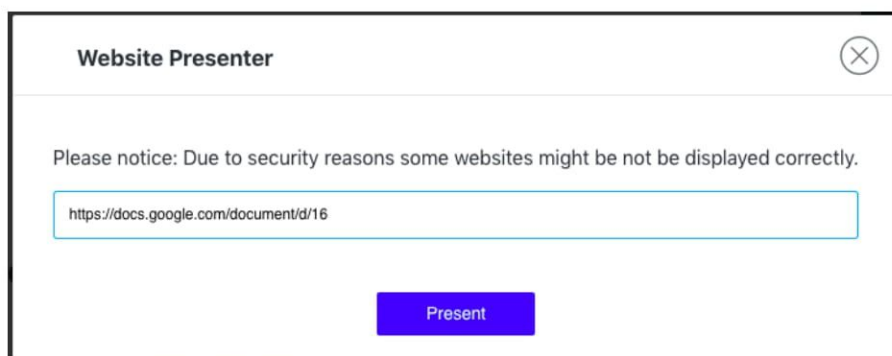 Website Presenter
Please notice: Due to security reasons some websites might be not be displayed correctly.
https://docs.google.com/document/d/16
Present